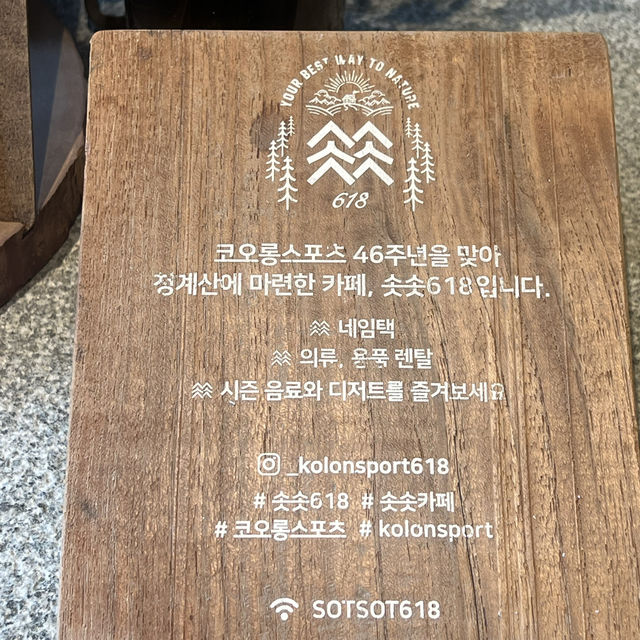 YOUR BEST WAY TO NATURE
618
코오롱스포츠 46주년을 맞아
청계산에 마련한 카페, 솟솟618입니다.
네임택
의류, 용품 렌탈
시즌 음료와 디저트를 즐겨보세요
_kolonsport618
# 솟솟618 # 솟솟카페
# 코오롱스포츠 # kolonsport
SOTSOT618